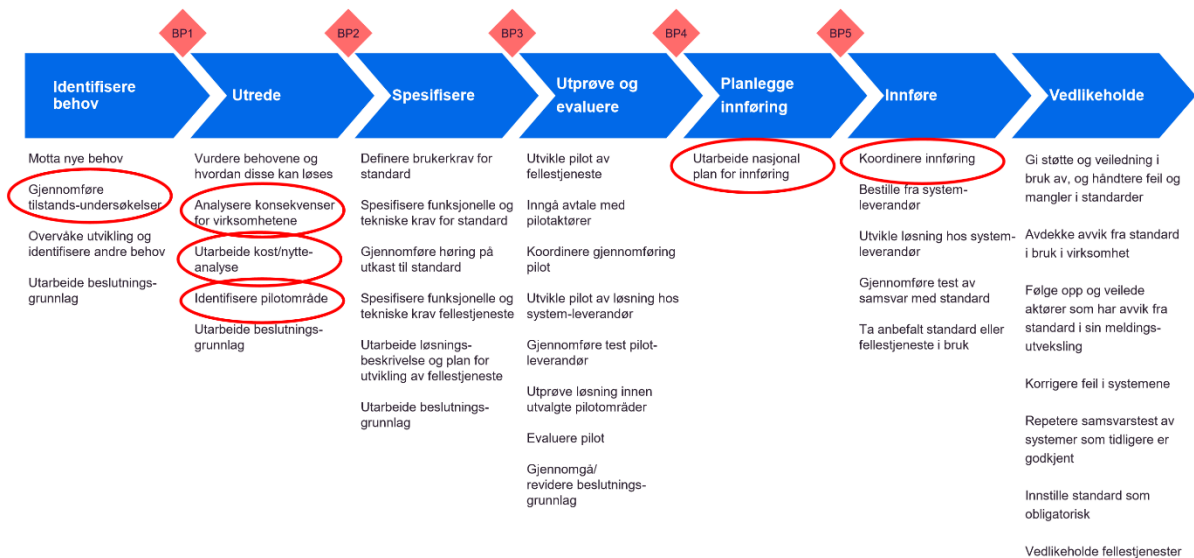 BP1
BP2
BP3
BP4
BP5
Identifisere
behov
Utrede
Spesifisere
Utprøve og
evaluere
Planlegge
innføring
Innføre
Vedlikeholde
Motta nye behov
Gjennomføre
tilstands-undersøkelser
Overvåke utvikling og
identifisere andre behov
Utarbeide beslutnings-
grunnlag
Vurdere behovene og
hvordan disse kan løses
Analysere konsekvenser
for virksomhetene
Utarbeide kost/nytte-
analyse
Identifisere pilotområde
Utarbeide beslutnings-
grunnlag
Definere brukerkrav for
standard
Spesifisere funksjonelle og
tekniske krav for standard
Gjennomføre høring på
utkast til standard
Spesifisere funksjonelle og
tekniske krav fellestjeneste
Utarbeide løsnings-
beskrivelse og plan for
utvikling av fellestjeneste
Utarbeide beslutnings-
grunnlag
Utvikle pilot av
fellestjeneste
Inngå avtale med
pilotaktører
Koordinere gjennomføring
pilot
Utvikle pilot av løsning hos
system-leverandør
Gjennomføre test pilot-
leverandør
Utprøve løsning innen
utvalgte pilotområder
Evaluere pilot
Gjennomgå/
revidere beslutnings-
grunnlag
Utarbeide nasjonal
plan for innføring
Koordinere innføring
Bestille fra system-
leverandør
Utvikle løsning hos system-
leverandør
Gjennomføre test av
samsvar med standard
Ta anbefalt standard eller
fellestjeneste i bruk
Gi støtte og veiledning i
bruk av, og håndtere feil og
mangler i standarder
Avdekke avvik fra standard
i bruk i virksomhet
Følge opp og veilede
aktører som har avvik fra
standard i sin meldings-
utveksling
Korrigere feil i systemene
Repetere samsvarstest av
systemer som tidligere er
godkjent
Innstille standard som
obligatorisk
Vedlikeholde fellestjenester